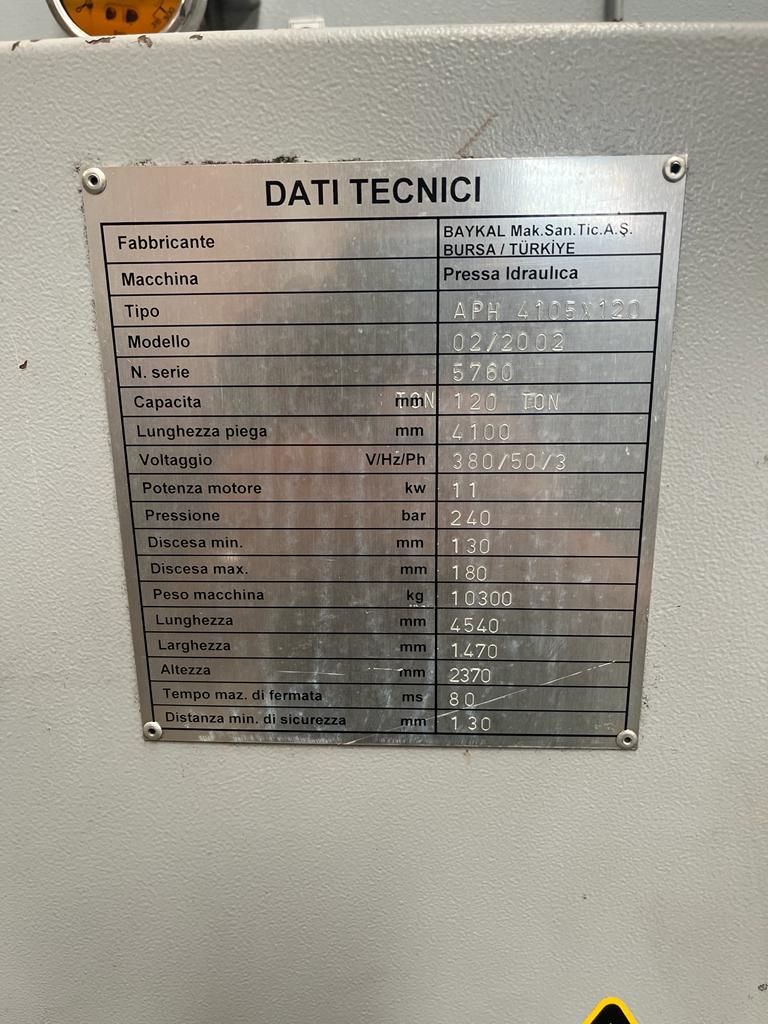 DATI TECNICI
Fabbricante BAYKAL Mak.San.Tic.A.Ş.
BURSA / TÜRKİYE
Macchina Pressa Idraulıca
Tipo APH 4105X120
Modello 02/2002
N. serie 5760
Capacita TON mm 120 TON
Lunghezza piega mm 4100
Voltaggio V/Hz/Ph 380/50/3
Potenza motore kw 11
Pressione bar 240
Discesa min. mm 130
Discesa max. mm 180
Peso macchina kg 10300
Lunghezza mm 4540
Larghezza mm 1470
Altezza mm 2370
Tempo maz. di fermata ms 80
Distanza min. di sicurezza mm 130